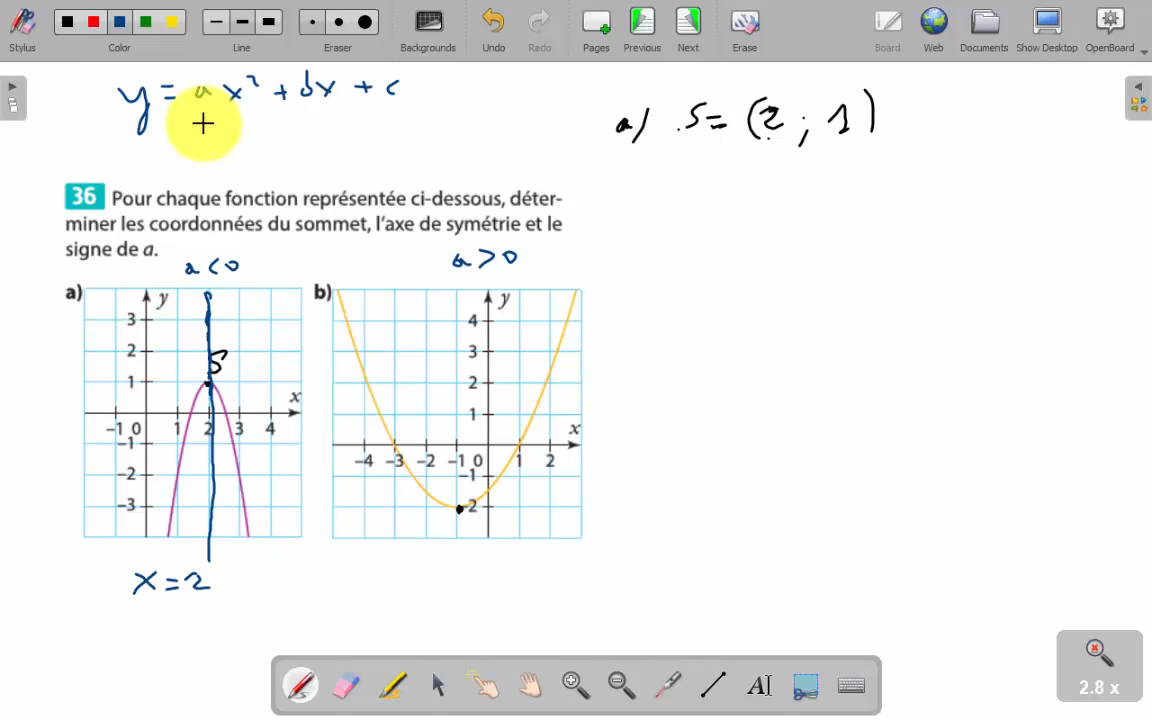 Stylus Color Line Eraser Backgrounds Undo Redo Pages Previous Next Erase Board Web Documents Show Desktop OpenBoard
y = ax² + bx + c
a) S = (2 ; 1)
36 Pour chaque fonction représentée ci-dessous, déter-
miner les coordonnées du sommet, l'axe de symétrie et le
signe de a.
a < 0
a > 0
a)
y
3
2
S
1
x
-1 0 1 2 3 4
-1
-2
-3
x = 2
b)
y
4
3
2
1
x
-4 -3 -2 -1 0 1 2
-1
-2
2.8 x